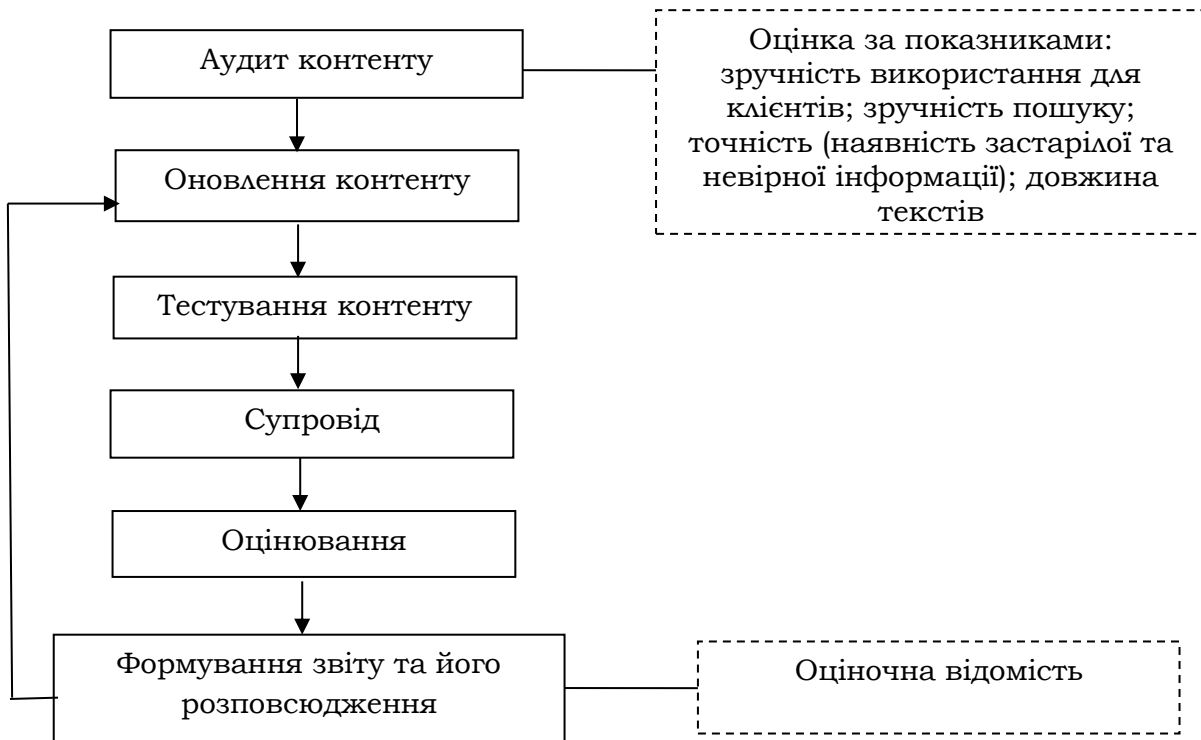 Аудит контенту
Оцінка за показниками:
зручність використання для
клієнтів; зручність пошуку;
точність (наявність застарілої та
невірної інформації); довжина
текстів
Оновлення контенту
Тестування контенту
Супровід
Оцінювання
Формування звіту та його
розповсюдження
Оціночна відомість